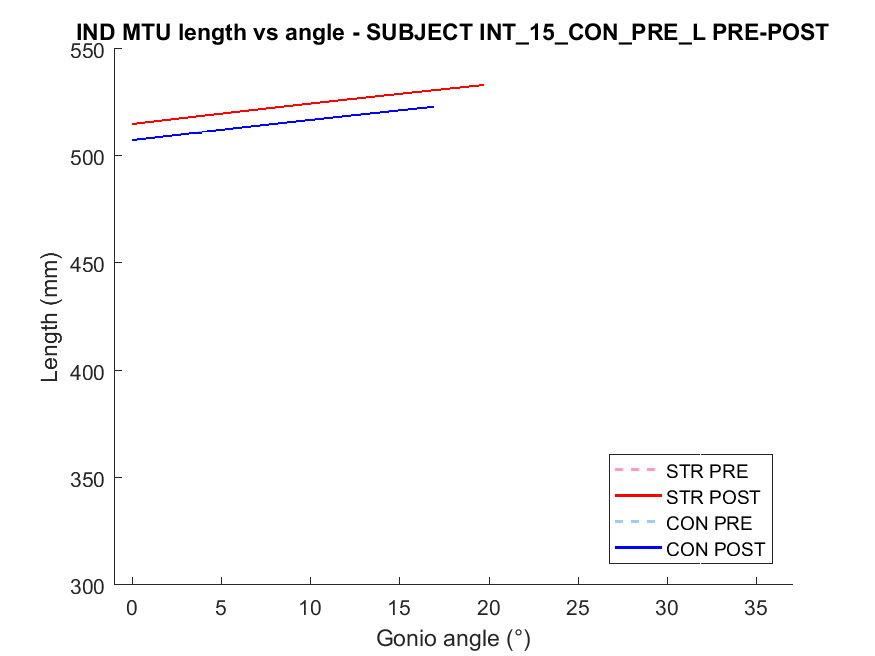 IND MTU length vs angle - SUBJECT INT_15_CON_PRE_L PRE-POST
550
500
450
400
350
300
Length (mm)
0 5 10 15 20 25 30 35
Gonio angle (°)
STR PRE
STR POST
CON PRE
CON POST